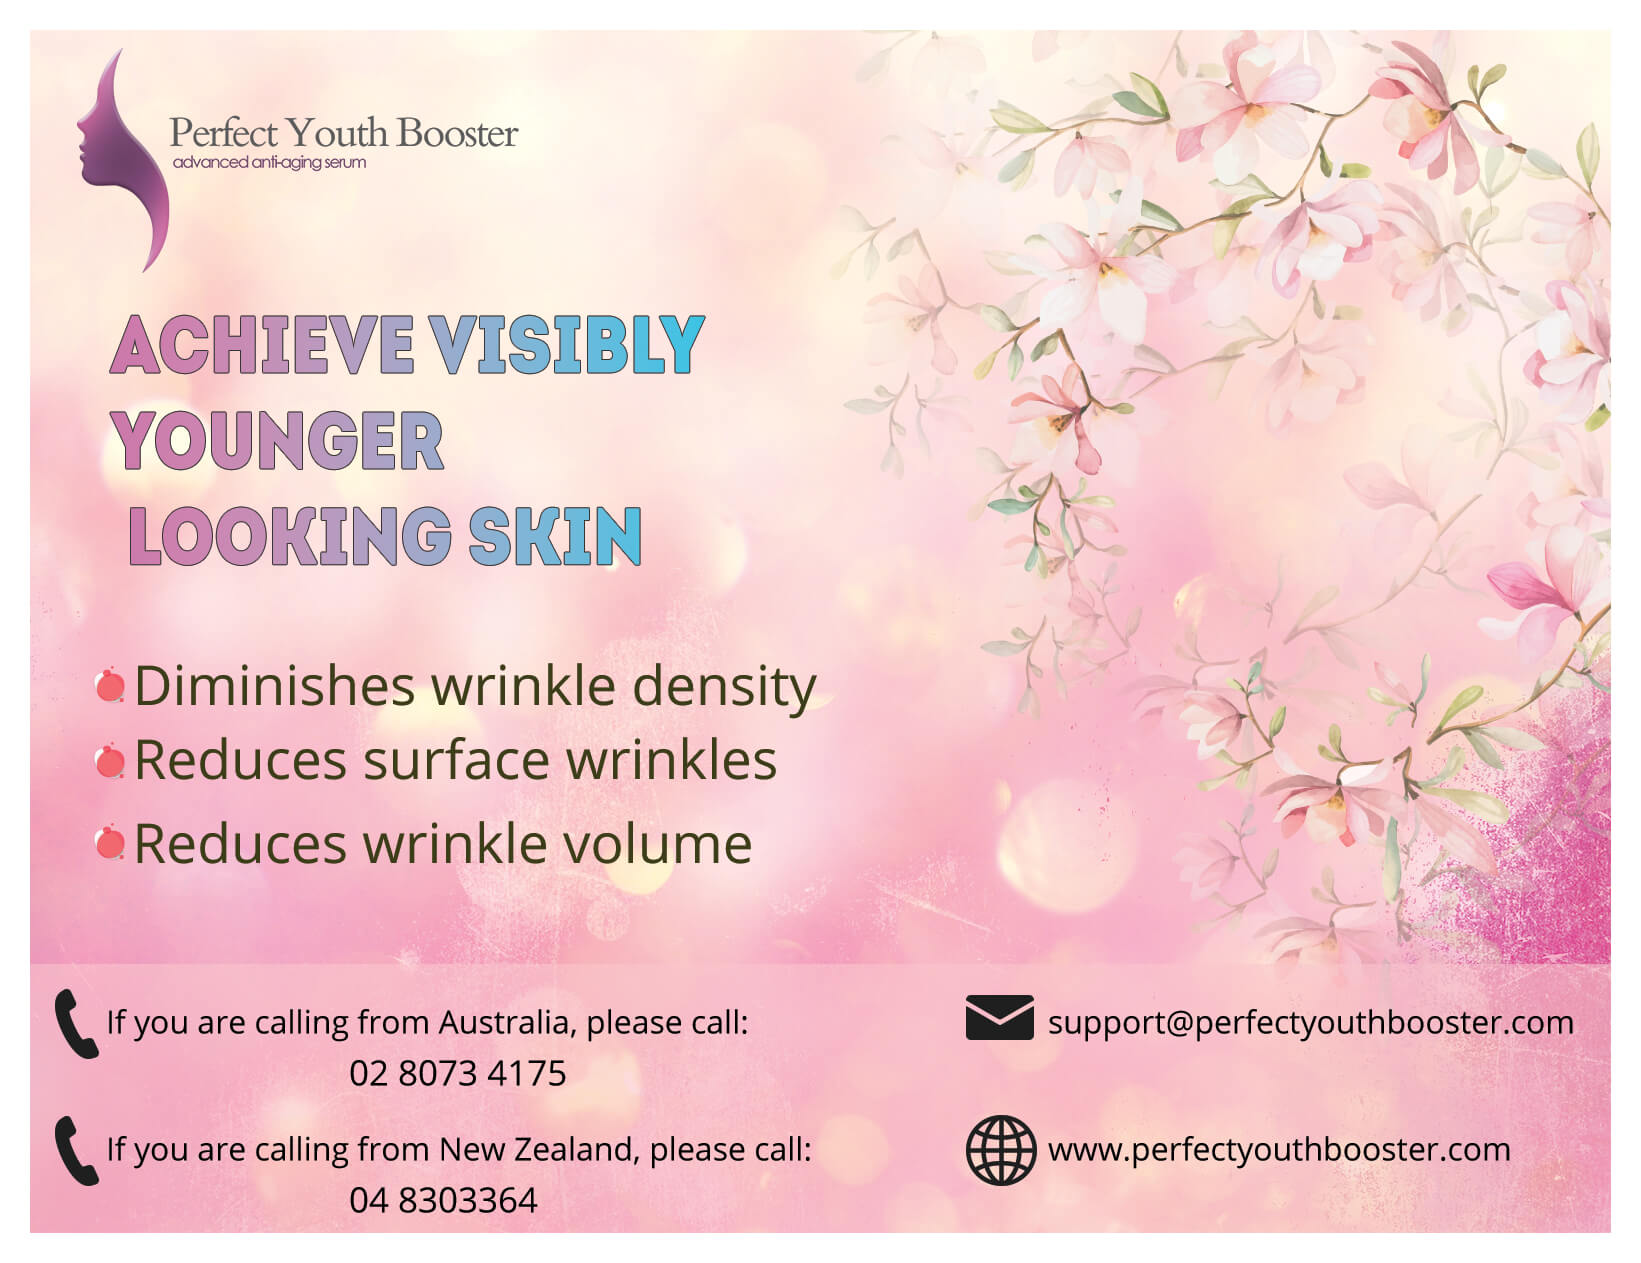 Perfect Youth Booster
advanced anti-aging serum
ACHIEVE VISIBLY
YOUNGER
LOOKING SKIN
Diminishes wrinkle density
Reduces surface wrinkles
Reduces wrinkle volume
If you are calling from Australia, please call:
02 8073 4175
If you are calling from New Zealand, please call:
04 8303364
support@perfectyouthbooster.com
www.perfectyouthbooster.com